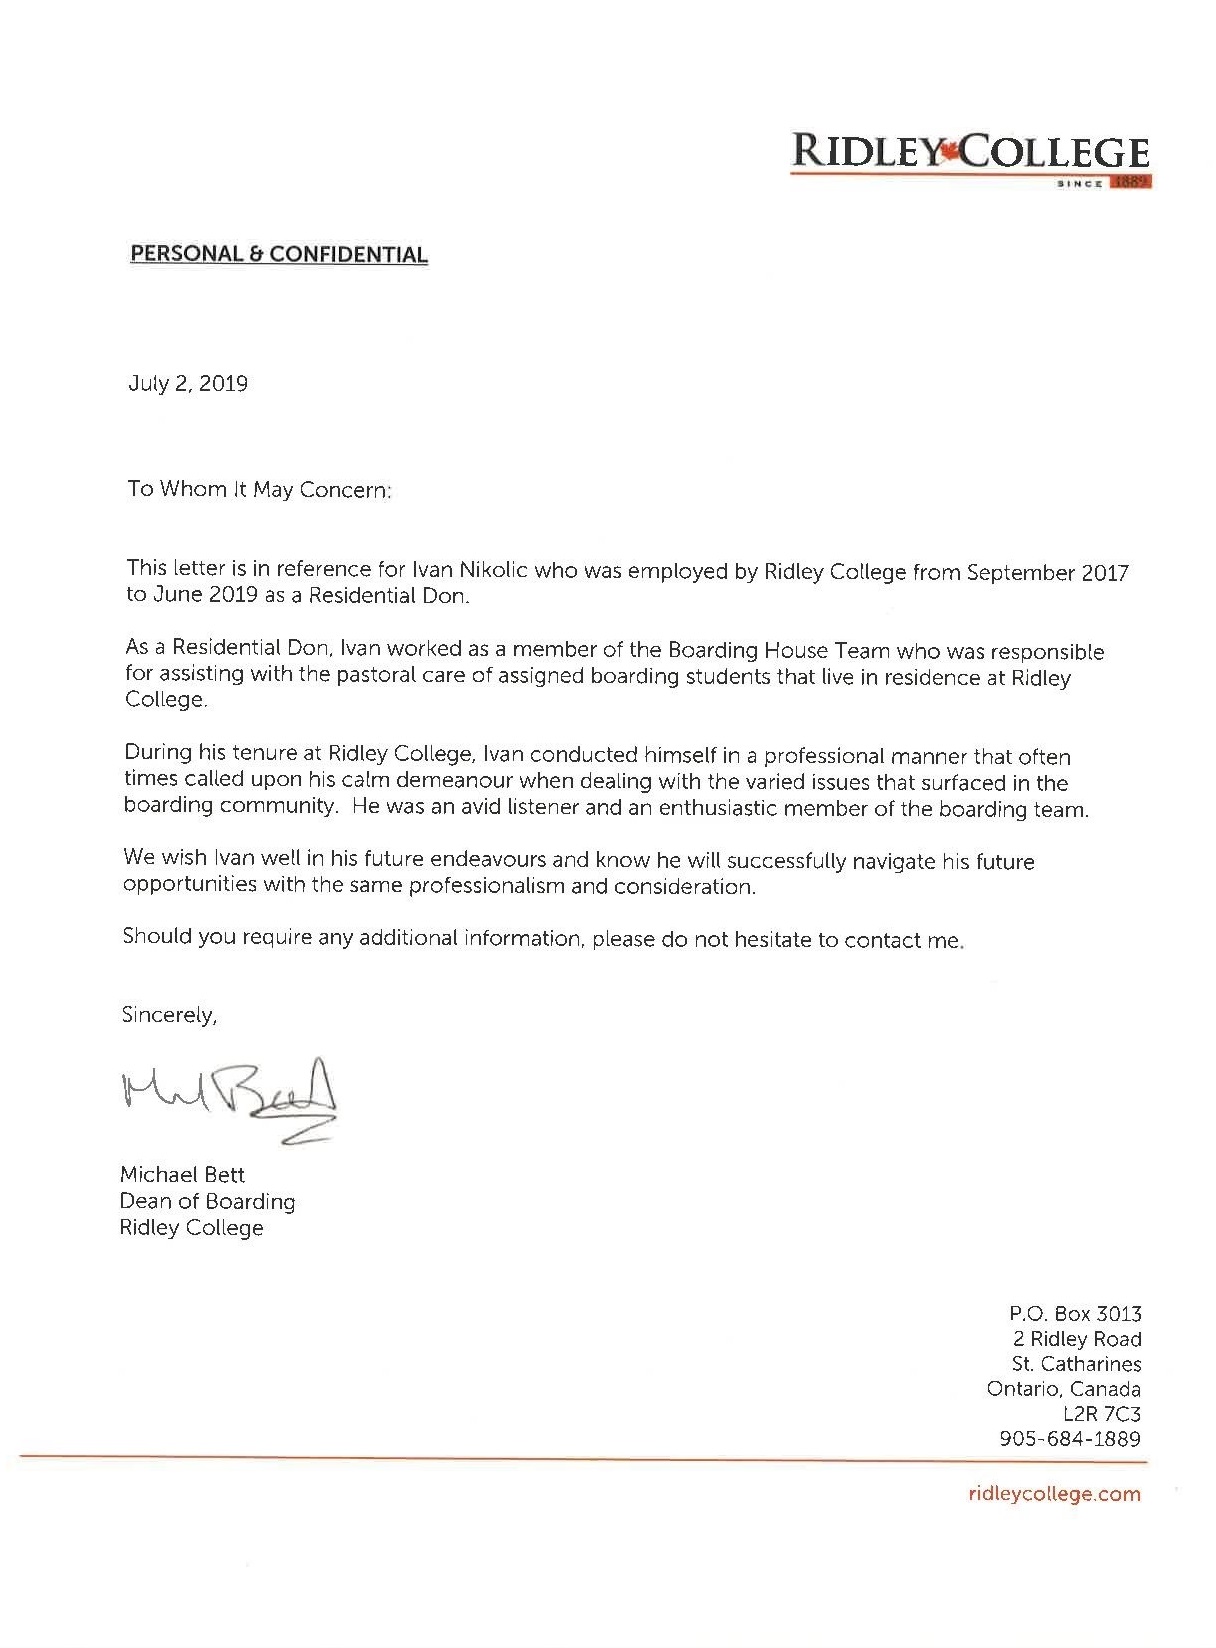 RIDLEY COLLEGE
SINCE 1889
PERSONAL & CONFIDENTIAL
July 2, 2019
To Whom It May Concern:
This letter is in reference for Ivan Nikolic who was employed by Ridley College from September 2017
to June 2019 as a Residential Don.
As a Residential Don, Ivan worked as a member of the Boarding House Team who was responsible
for assisting with the pastoral care of assigned boarding students that live in residence at Ridley
College.
During his tenure at Ridley College, Ivan conducted himself in a professional manner that often
times called upon his calm demeanour when dealing with the varied issues that surfaced in the
boarding community. He was an avid listener and an enthusiastic member of the boarding team.
We wish Ivan well in his future endeavours and know he will successfully navigate his future
opportunities with the same professionalism and consideration.
Should you require any additional information, please do not hesitate to contact me.
Sincerely,
Michael Bett
Dean of Boarding
Ridley College
P.O. Box 3013
2 Ridley Road
St. Catharines
Ontario, Canada
L2R 7C3
905-684-1889
ridleycollege.com